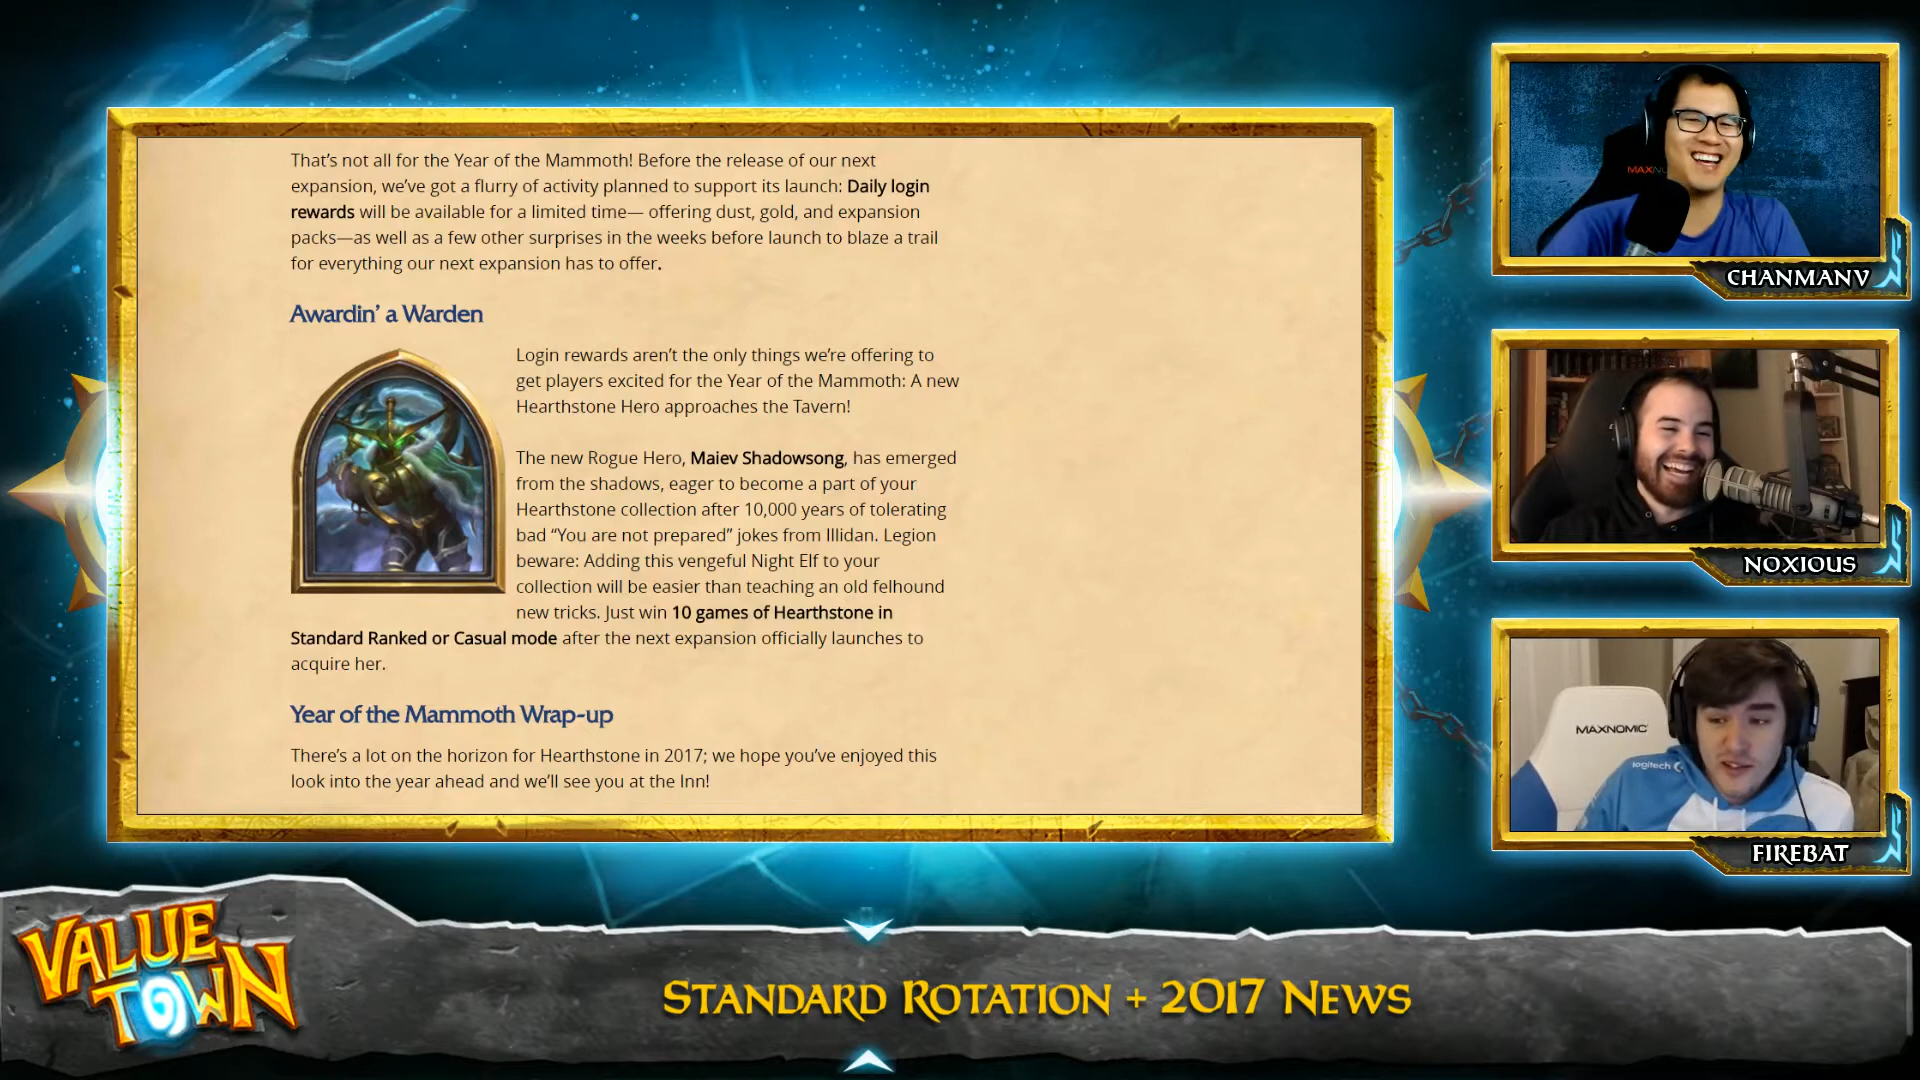 That’s not all for the Year of the Mammoth! Before the release of our next
expansion, we’ve got a flurry of activity planned to support its launch: Daily login
rewards will be available for a limited time— offering dust, gold, and expansion
packs—as well as a few other surprises in the weeks before launch to blaze a trail
for everything our next expansion has to offer.
Awardin’ a Warden
Login rewards aren’t the only things we’re offering to
get players excited for the Year of the Mammoth: A new
Hearthstone Hero approaches the Tavern!
The new Rogue Hero, Maiev Shadowsong, has emerged
from the shadows, eager to become a part of your
Hearthstone collection after 10,000 years of tolerating
bad “You are not prepared” jokes from Illidan. Legion
beware: Adding this vengeful Night Elf to your
collection will be easier than teaching an old felhound
new tricks. Just win 10 games of Hearthstone in
Standard Ranked or Casual mode after the next expansion officially launches to
acquire her.
Year of the Mammoth Wrap-up
There’s a lot on the horizon for Hearthstone in 2017; we hope you’ve enjoyed this
look into the year ahead and we’ll see you at the Inn!
CHANMANV
NOXIOUS
MAXNOMIC
logitech G
FIREBAT
VALUE
TOWN
STANDARD ROTATION + 2017 NEWS